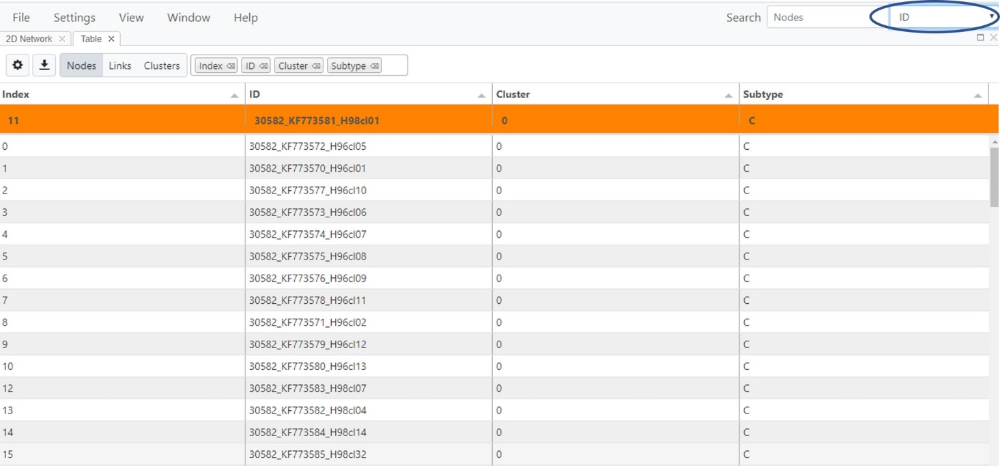 File Settings View Window Help Search Nodes ID
2D Network Table
Nodes Links Clusters Index ID Cluster Subtype
Index ID Cluster Subtype
11 30582_KF773581_H98cl01 0 C
0 30582_KF773572_H96cl05 0 C
1 30582_KF773570_H96cl01 0 C
2 30582_KF773577_H96cl10 0 C
3 30582_KF773573_H96cl06 0 C
4 30582_KF773574_H96cl07 0 C
5 30582_KF773575_H96cl08 0 C
6 30582_KF773576_H96cl09 0 C
7 30582_KF773578_H96cl11 0 C
8 30582_KF773571_H96cl02 0 C
9 30582_KF773579_H96cl12 0 C
10 30582_KF773580_H96cl13 0 C
12 30582_KF773583_H98cl07 0 C
13 30582_KF773582_H98cl04 0 C
14 30582_KF773584_H98cl14 0 C
15 30582_KF773585_H98cl32 0 C